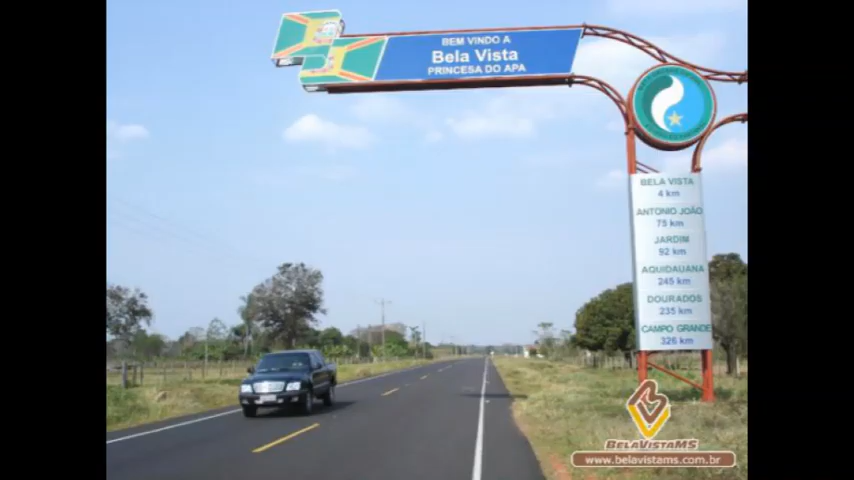 BEM VINDO A
Bela Vista
PRINCESA DO APA
BELA VISTA
4 km
ANTONIO JOÃO
75 km
JARDIM
92 km
AQUIDAUANA
245 km
DOURADOS
235 km
CAMPO GRANDE
326 km
BELAVISTAMS
www.belavistams.com.br